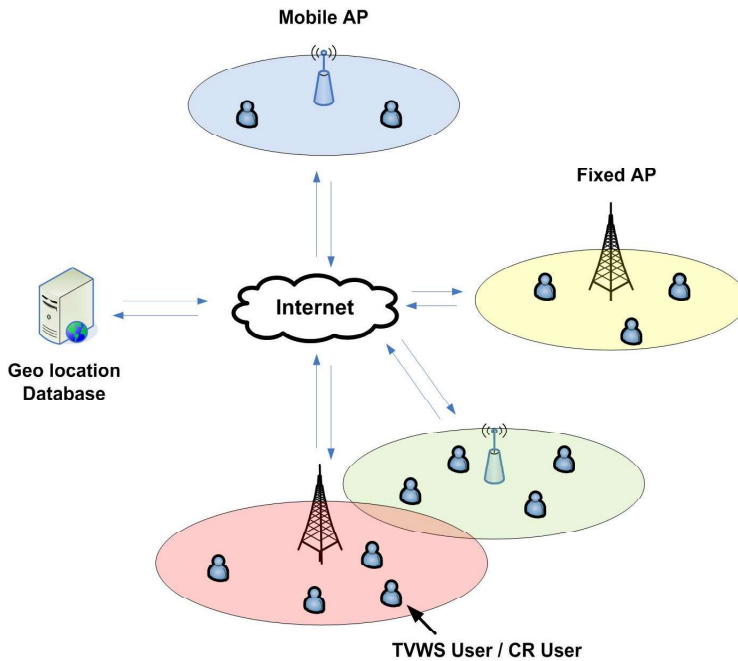 Mobile AP
Fixed AP
Internet
Geo location
Database
TVWS User / CR User